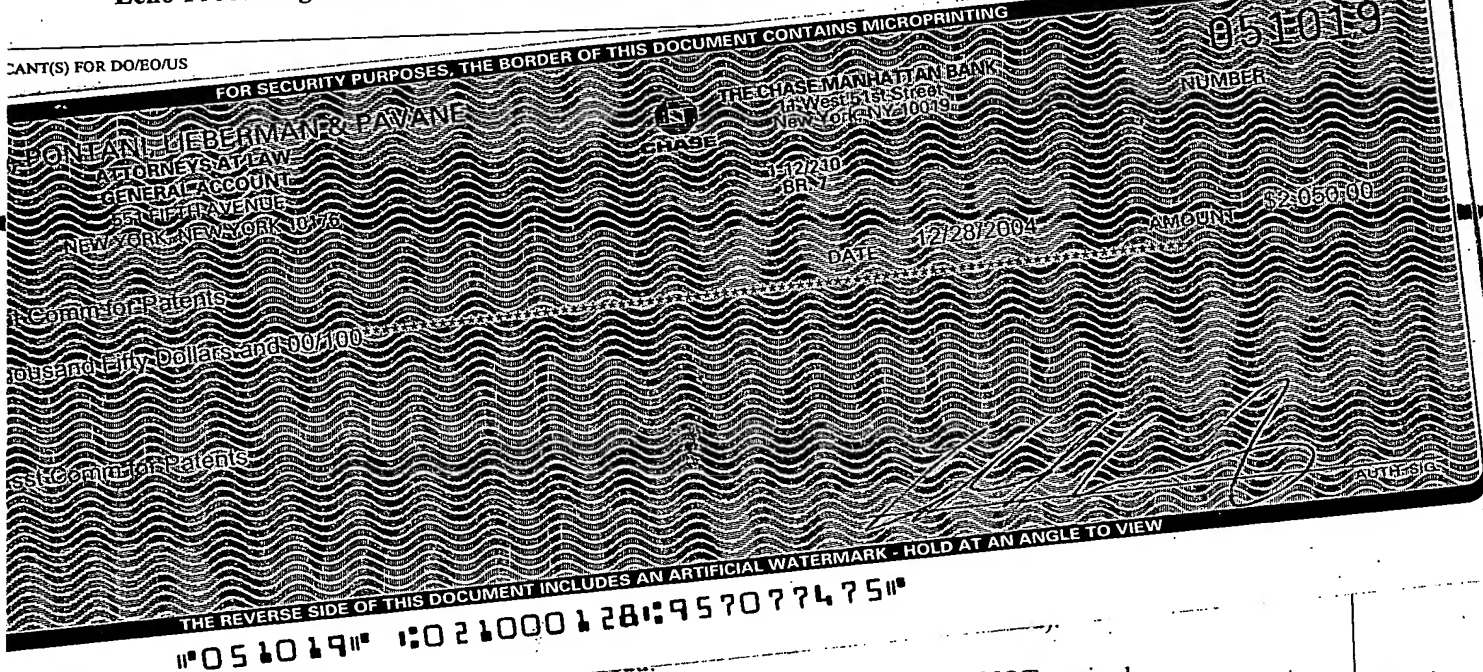 CANT(S) FOR DO/EO/US
FOR SECURITY PURPOSES, THE BORDER OF THIS DOCUMENT CONTAINS MICROPRINTING
051019
NUMBER
PONTANI, LIEBERMAN & PAVANE
ATTORNEYS AT LAW
GENERAL ACCOUNT
551 FIFTH AVENUE
NEW YORK, NEW YORK 10176
CHASE
THE CHASE MANHATTAN BANK
11 West 51st Street
New York, NY 10019
1-12/210
BR. 7
DATE 12/28/2004
AMOUNT $2,050.00
t Comm for Patents
ousand Fifty Dollars and 00/100
sst Comm for Patents
AUTH. SIG.
THE REVERSE SIDE OF THIS DOCUMENT INCLUDES AN ARTIFICIAL WATERMARK - HOLD AT AN ANGLE TO VIEW
⑈051019⑈ ⑆021000128⑆957077475⑈